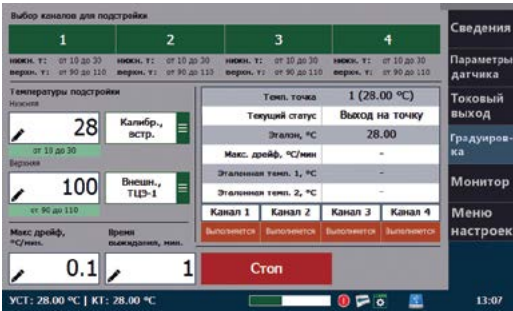 Выбор каналов для подстройки
1 2 3 4
нижн. т: от 10 до 30 нижн. т: от 10 до 30 нижн. т: от 10 до 30 нижн. т: от 10 до 30
верхн. т: от 90 до 110 верхн. т: от 90 до 110 верхн. т: от 90 до 110 верхн. т: от 90 до 110
Температуры подстройки
Нижняя
28
Калибр.,
встр.
от 10 до 30
Верхняя
100
Внешн.,
ТЦЭ-1
от 90 до 110
Макс дрейф,
°C/мин.
0.1
Время
выжидания, мин.
1
Темп. точка 1 (28.00 °C)
Текущий статус Выход на точку
Эталон, °C 28.00
Макс. дрейф, °C/мин -
Эталонная темп. 1, °C -
Эталонная темп. 2, °C -
Канал 1 Канал 2 Канал 3 Канал 4
Выполняется Выполняется Выполняется Выполняется
Стоп
Сведения
Параметры
датчика
Токовый
выход
Градуиров-
ка
Монитор
Меню
настроек
УСТ: 28.00 °C | КТ: 28.00 °C
13:07